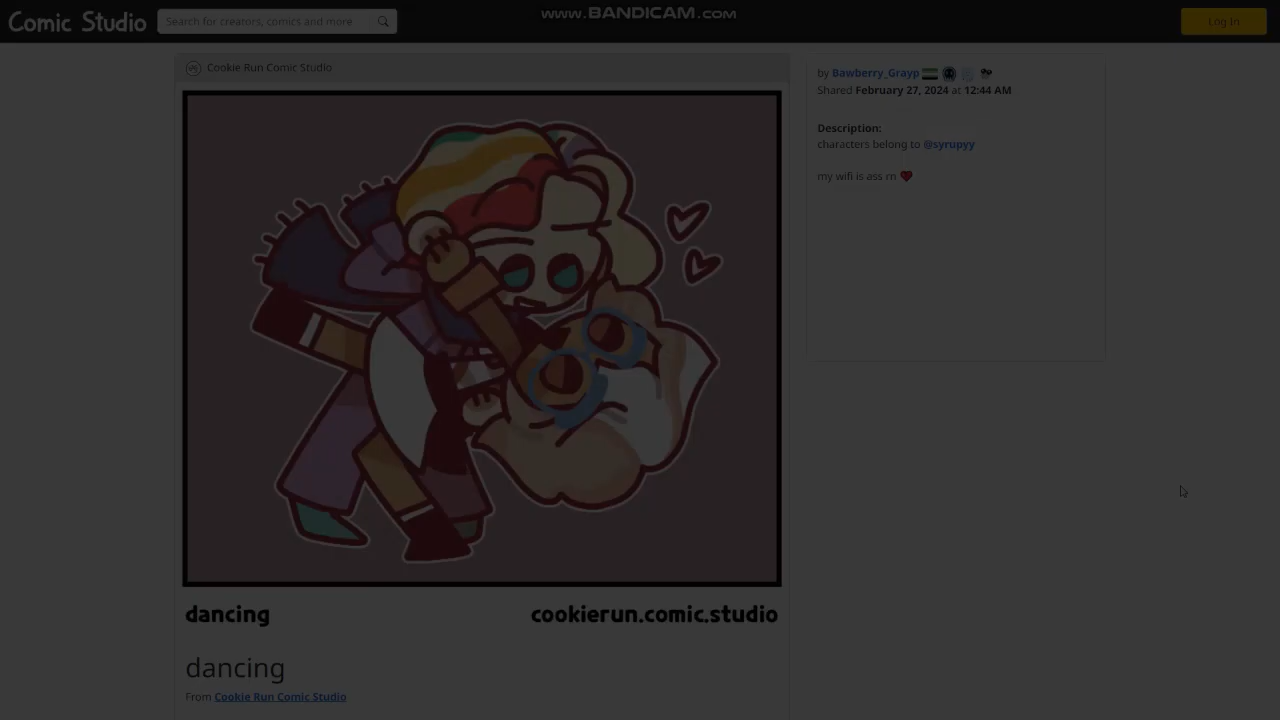 www.BANDICAM.com
Comic Studio
Search for creators, comics and more
Log In
Cookie Run Comic Studio
by Bawberry_Grayp
Shared February 27, 2024 at 12:44 AM
Description:
characters belong to @syrupyy
my wifi is ass rn
dancing
cookierun.comic.studio
dancing
From Cookie Run Comic Studio